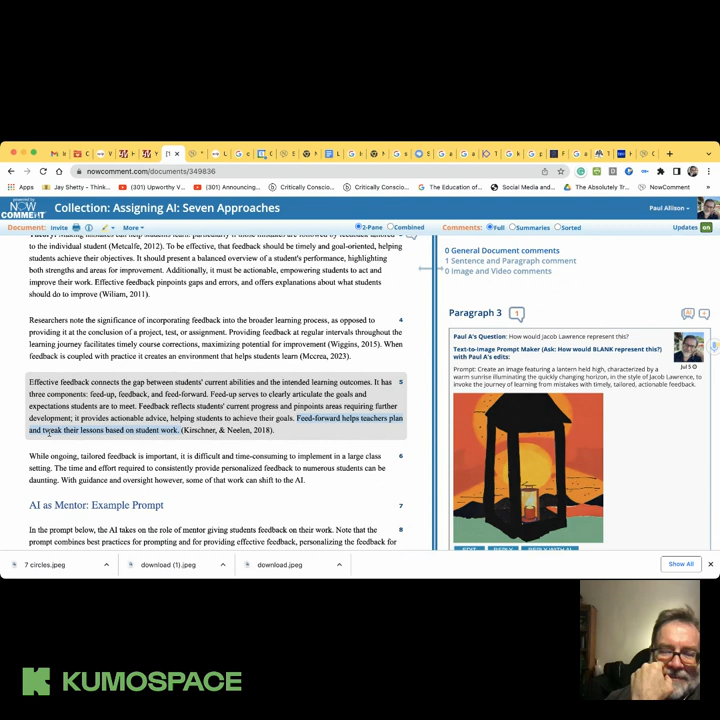 nowcomment.com/documents/349836
Apps
Jay Shetty - Think...
(301) Upworthy V...
(301) Announcing...
Critically Conscio...
Critically Conscio...
The Education of...
Social Media and...
The Absolutely Tr...
NowComment
powered by
NOW
COMMENT
Collection: Assigning AI: Seven Approaches
Paul Allison
Document: Invite
More
2-Pane Combined
Comments: Full Summaries Sorted
Updates on
to the individual student (Metcalfe, 2012). To be effective, that feedback should be timely and goal-oriented, helping
students achieve their objectives. It should present a balanced overview of a student's performance, highlighting
both strengths and areas for improvement. Additionally, it must be actionable, empowering students to act and
improve their work. Effective feedback pinpoints gaps and errors, and offers explanations about what students
should do to improve (Wiliam, 2011).
Researchers note the significance of incorporating feedback into the broader learning process, as opposed to 4
providing it at the conclusion of a project, test, or assignment. Providing feedback at regular intervals throughout the
learning journey facilitates timely course corrections, maximizing potential for improvement (Wiggins, 2015). When
feedback is coupled with practice it creates an environment that helps students learn (Mccrea, 2023).
Effective feedback connects the gap between students' current abilities and the intended learning outcomes. It has 5
three components: feed-up, feedback, and feed-forward. Feed-up serves to clearly articulate the goals and
expectations students are to meet. Feedback reflects students' current progress and pinpoints areas requiring further
development; it provides actionable advice, helping students to achieve their goals. Feed-forward helps teachers plan
and tweak their lessons based on student work. (Kirschner, & Neelen, 2018).
While ongoing, tailored feedback is important, it is difficult and time-consuming to implement in a large class 6
setting. The time and effort required to consistently provide personalized feedback to numerous students can be
daunting. With guidance and oversight however, some of that work can shift to the AI.
AI as Mentor: Example Prompt 7
In the prompt below, the AI takes on the role of mentor giving students feedback on their work. Note that the 8
prompt combines best practices for prompting and for providing effective feedback, personalizing the feedback for
0 General Document comments
1 Sentence and Paragraph comment
0 Image and Video comments
Paragraph 3 1
Paul A's Question: How would Jacob Lawrence represent this?
Text-to-image Prompt Maker (Ask: How would BLANK represent this?)
with Paul A's edits:
Jul 5
Prompt: Create an image featuring a lantern held high, characterized by a
warm sunrise illuminating the quickly changing horizon, in the style of Jacob Lawrence, to
invoke the journey of learning from mistakes with timely, tailored, actionable feedback.
EDIT REPLY REPLY WITH AI
7 circles.jpeg
download (1).jpeg
download.jpeg
Show All
KUMOSPACE